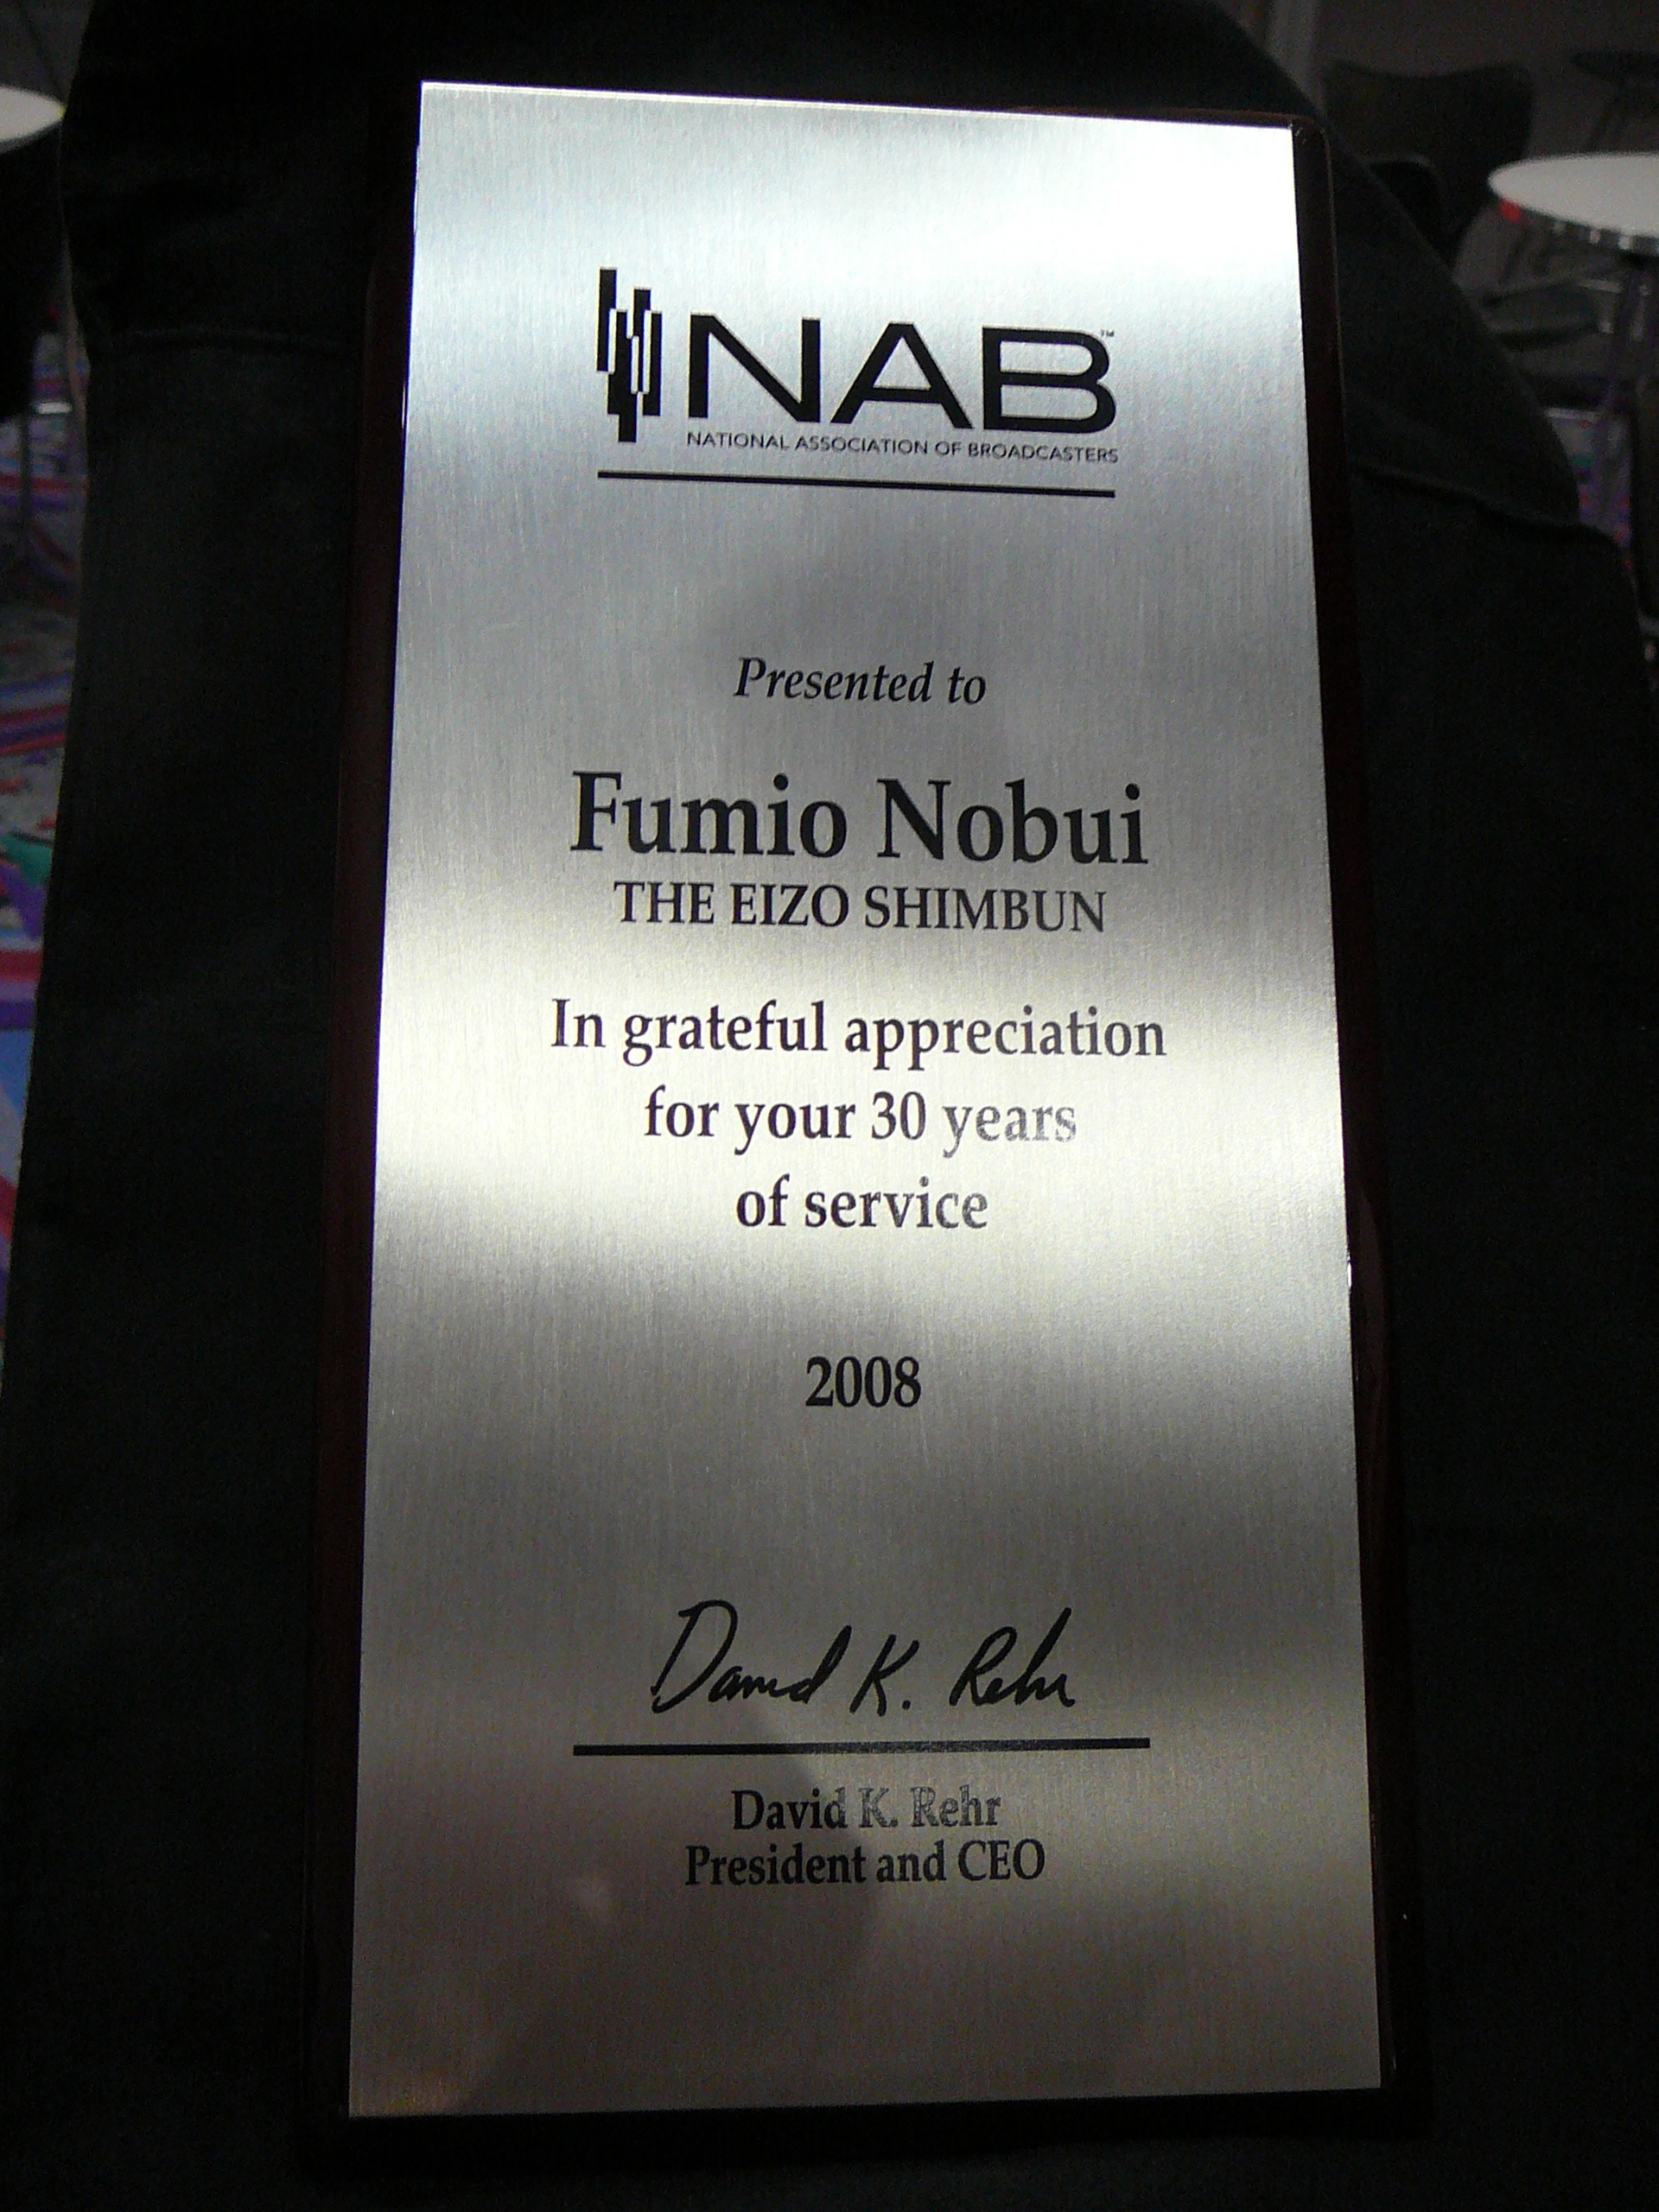 NAB™
NATIONAL ASSOCIATION OF BROADCASTERS
Presented to
Fumio Nobui
THE EIZO SHIMBUN
In grateful appreciation
for your 30 years
of service
2008
David K. Rehr
David K. Rehr
President and CEO